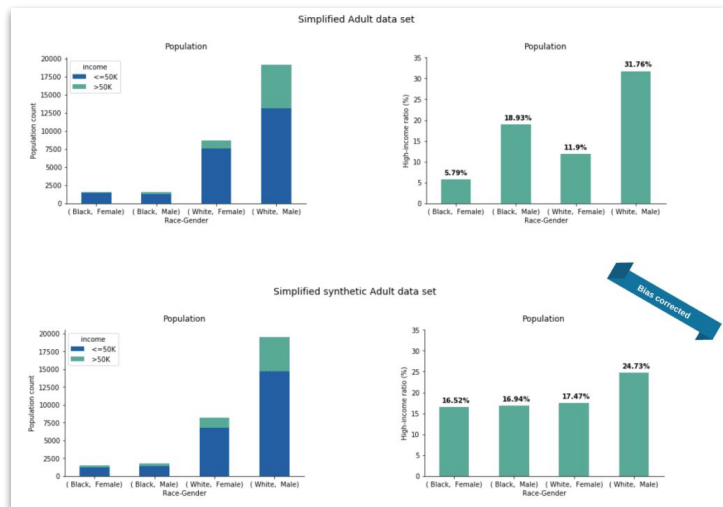 Simplified Adult data set
Population
20000
17500
15000
12500
10000
7500
5000
2500
0
Population count
income
<=50K
>50K
( Black, Female) ( Black, Male) ( White, Female) ( White, Male)
Race-Gender
Population
35
30
25
20
15
10
5
0
High-income ratio (%)
5.79%
18.93%
11.9%
31.76%
( Black, Female) ( Black, Male) ( White, Female) ( White, Male)
Race-Gender
Bias corrected
Simplified synthetic Adult data set
Population
20000
17500
15000
12500
10000
7500
5000
2500
0
Population count
income
<=50K
>50K
( Black, Female) ( Black, Male) ( White, Female) ( White, Male)
Race-Gender
Population
35
30
25
20
15
10
5
0
High-income ratio (%)
16.52%
16.94%
17.47%
24.73%
( Black, Female) ( Black, Male) ( White, Female) ( White, Male)
Race-Gender